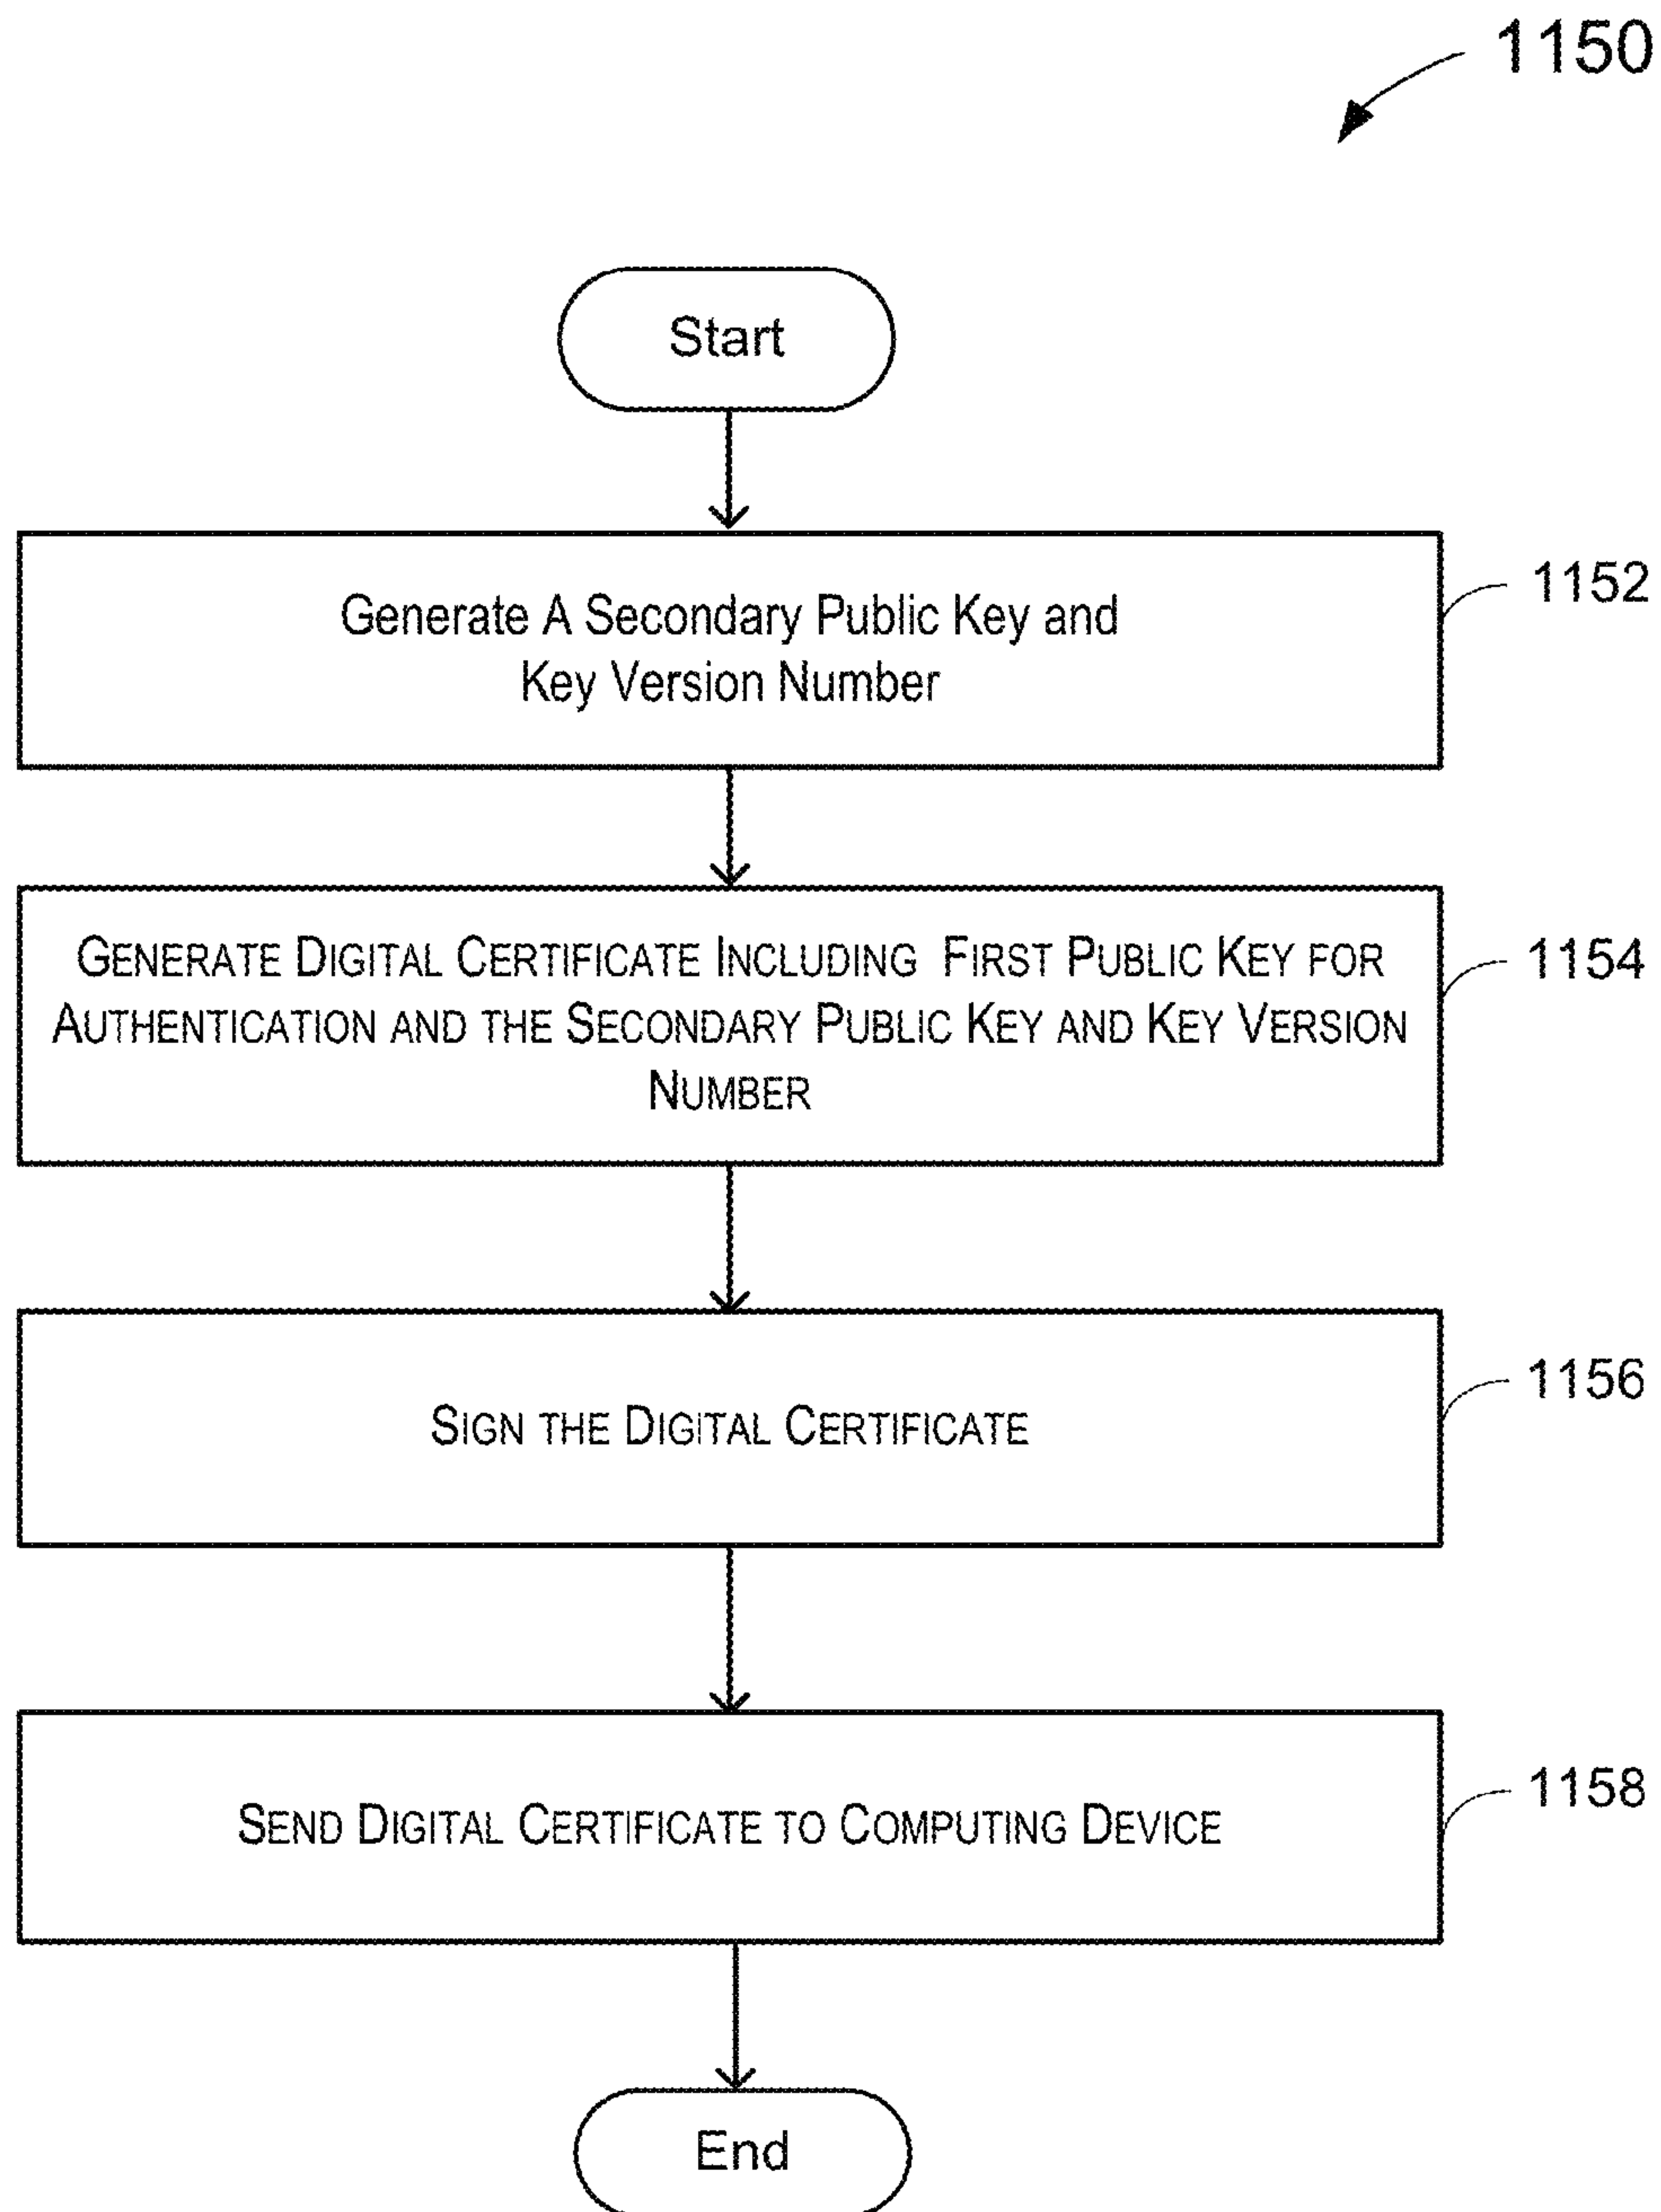 1150
Start
Generate A Secondary Public Key and
Key Version Number
1152
GENERATE DIGITAL CERTIFICATE INCLUDING FIRST PUBLIC KEY FOR
AUTHENTICATION AND THE SECONDARY PUBLIC KEY AND KEY VERSION
NUMBER
1154
SIGN THE DIGITAL CERTIFICATE
1156
SEND DIGITAL CERTIFICATE TO COMPUTING DEVICE
1158
End